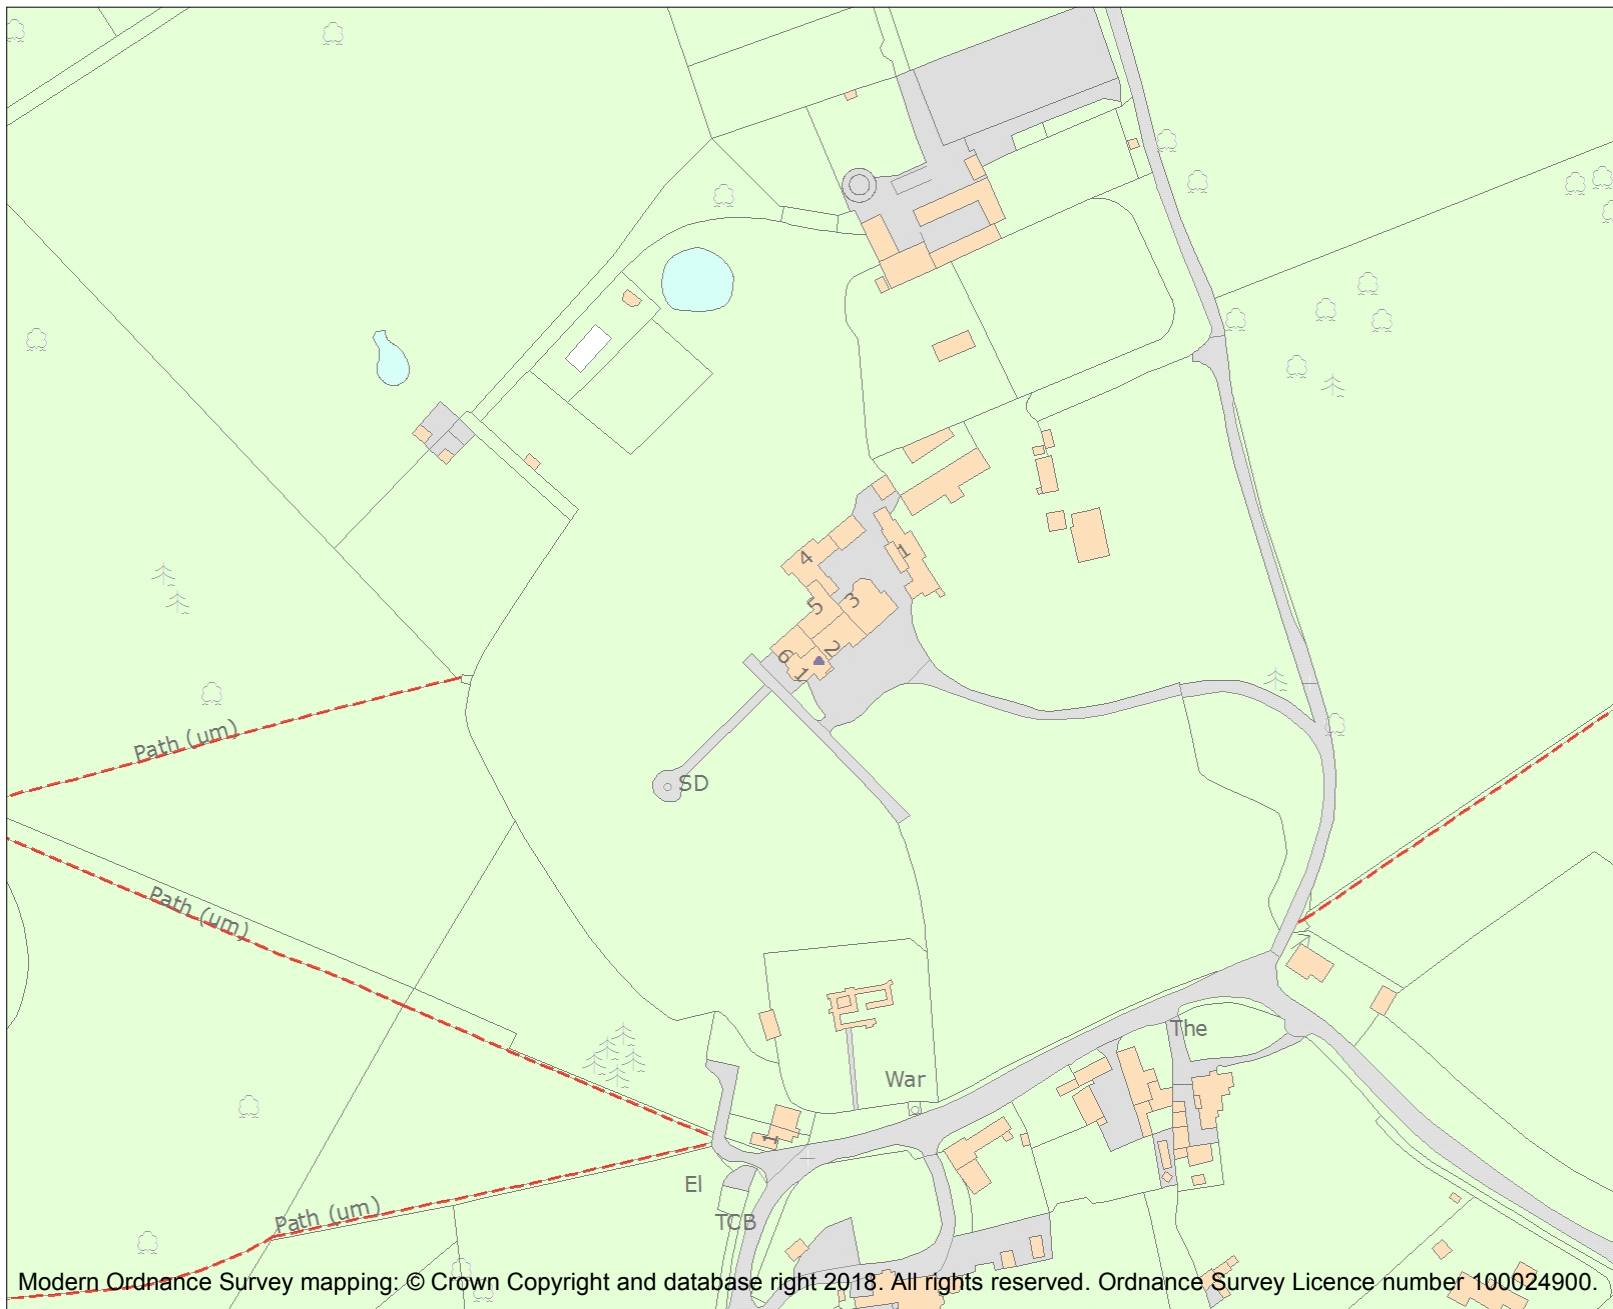 4
1
5
3
6
2
1
Path (um)
SD
Path (um)
The
War
1
El
Path (um)
TCB
Modern Ordnance Survey mapping: © Crown Copyright and database right 2018. All rights reserved. Ordnance Survey Licence number 100024900.